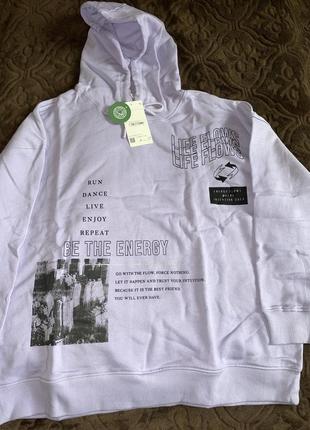 LIFE FLOWS
LIFE FLOWS
RUN
DANCE
LIVE
ENJOY
REPEAT
BE THE ENERGY
GO WITH THE FLOW, FORCE NOTHING.
LET IT HAPPEN AND TRUST YOUR INTUITION,
BECAUSE IT IS THE BEST FRIEND
YOU WILL EVER HAVE.